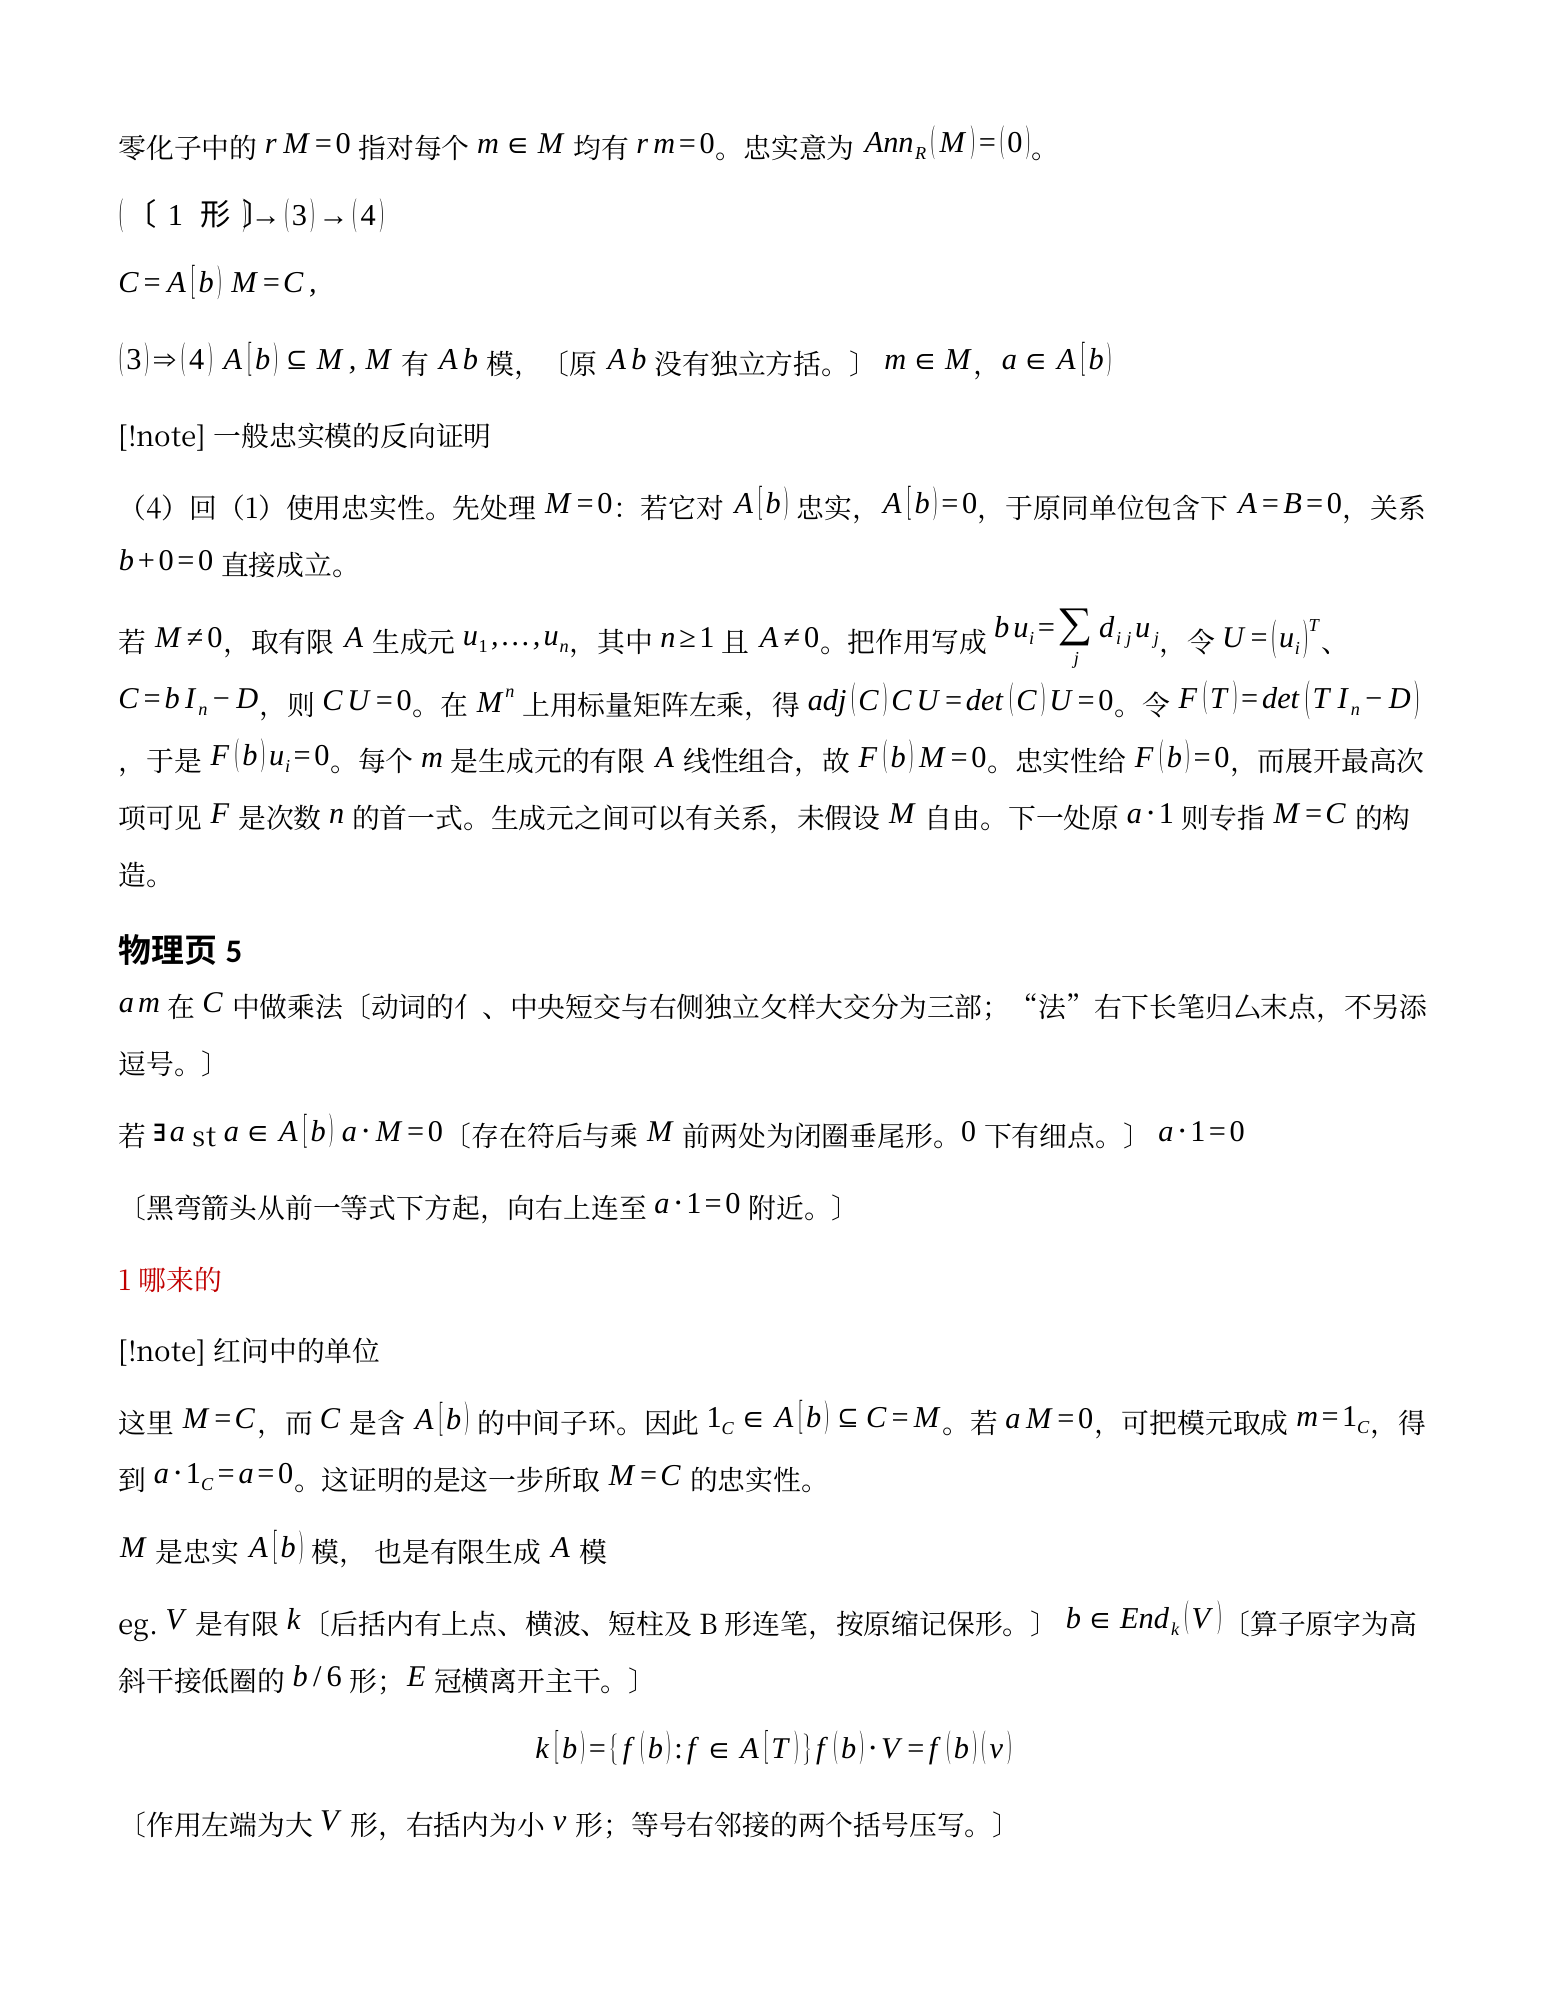 零化子中的 r M = 0 指对每个 m ∈ M 均有 r m = 0。忠实意为 Ann_R(M) = (0)。
(〔 1 形 〕→ (3) → (4)
C = A[b) M = C ,
(3) ⇒ (4) A[b) ⊆ M , M 有 A b 模，〔原 A b 没有独立方括。〕 m ∈ M，a ∈ A[b)
[!note] 一般忠实模的反向证明
（4）回（1）使用忠实性。先处理 M = 0：若它对 A[b) 忠实，A[b) = 0，于原同单位包含下 A = B = 0，关系
b + 0 = 0 直接成立。
若 M ≠ 0，取有限 A 生成元 u_1 , … , u_n，其中 n ≥ 1 且 A ≠ 0。把作用写成 b u_i = ∑_j d_{i j} u_j，令 U = (u_i)^T、
C = b I_n − D，则 C U = 0。在 M^n 上用标量矩阵左乘，得 adj(C) C U = det(C) U = 0。令 F(T) = det(T I_n − D)
，于是 F(b) u_i = 0。每个 m 是生成元的有限 A 线性组合，故 F(b) M = 0。忠实性给 F(b) = 0，而展开最高次
项可见 F 是次数 n 的首一式。生成元之间可以有关系，未假设 M 自由。下一处原 a · 1 则专指 M = C 的构
造。
物理页 5
a m 在 C 中做乘法〔动词的亻、中央短交与右侧独立攵样大交分为三部；“法”右下长笔归厶末点，不另添
逗号。〕
若 ∃ a st a ∈ A[b) a · M = 0〔存在符后与乘 M 前两处为闭圈垂尾形。0 下有细点。〕 a · 1 = 0
〔黑弯箭头从前一等式下方起，向右上连至 a · 1 = 0 附近。〕
1 哪来的
[!note] 红问中的单位
这里 M = C，而 C 是含 A[b) 的中间子环。因此 1_C ∈ A[b) ⊆ C = M。若 a M = 0，可把模元取成 m = 1_C，得
到 a · 1_C = a = 0。这证明的是这一步所取 M = C 的忠实性。
M 是忠实 A[b) 模， 也是有限生成 A 模
eg. V 是有限 k〔后括内有上点、横波、短柱及 B 形连笔，按原缩记保形。〕 b ∈ End_k(V)〔算子原字为高
斜干接低圈的 b / 6 形；E 冠横离开主干。〕
k[b) = {f(b) : f ∈ A[T)} f(b) · V = f(b)(v)
〔作用左端为大 V 形，右括内为小 v 形；等号右邻接的两个括号压写。〕